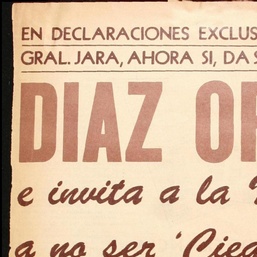 EN DECLARACIONES EXCLUS
GRAL. JARA, AHORA SI, DA S
DIAZ OR
e invita a la
a no ser 'Cieg